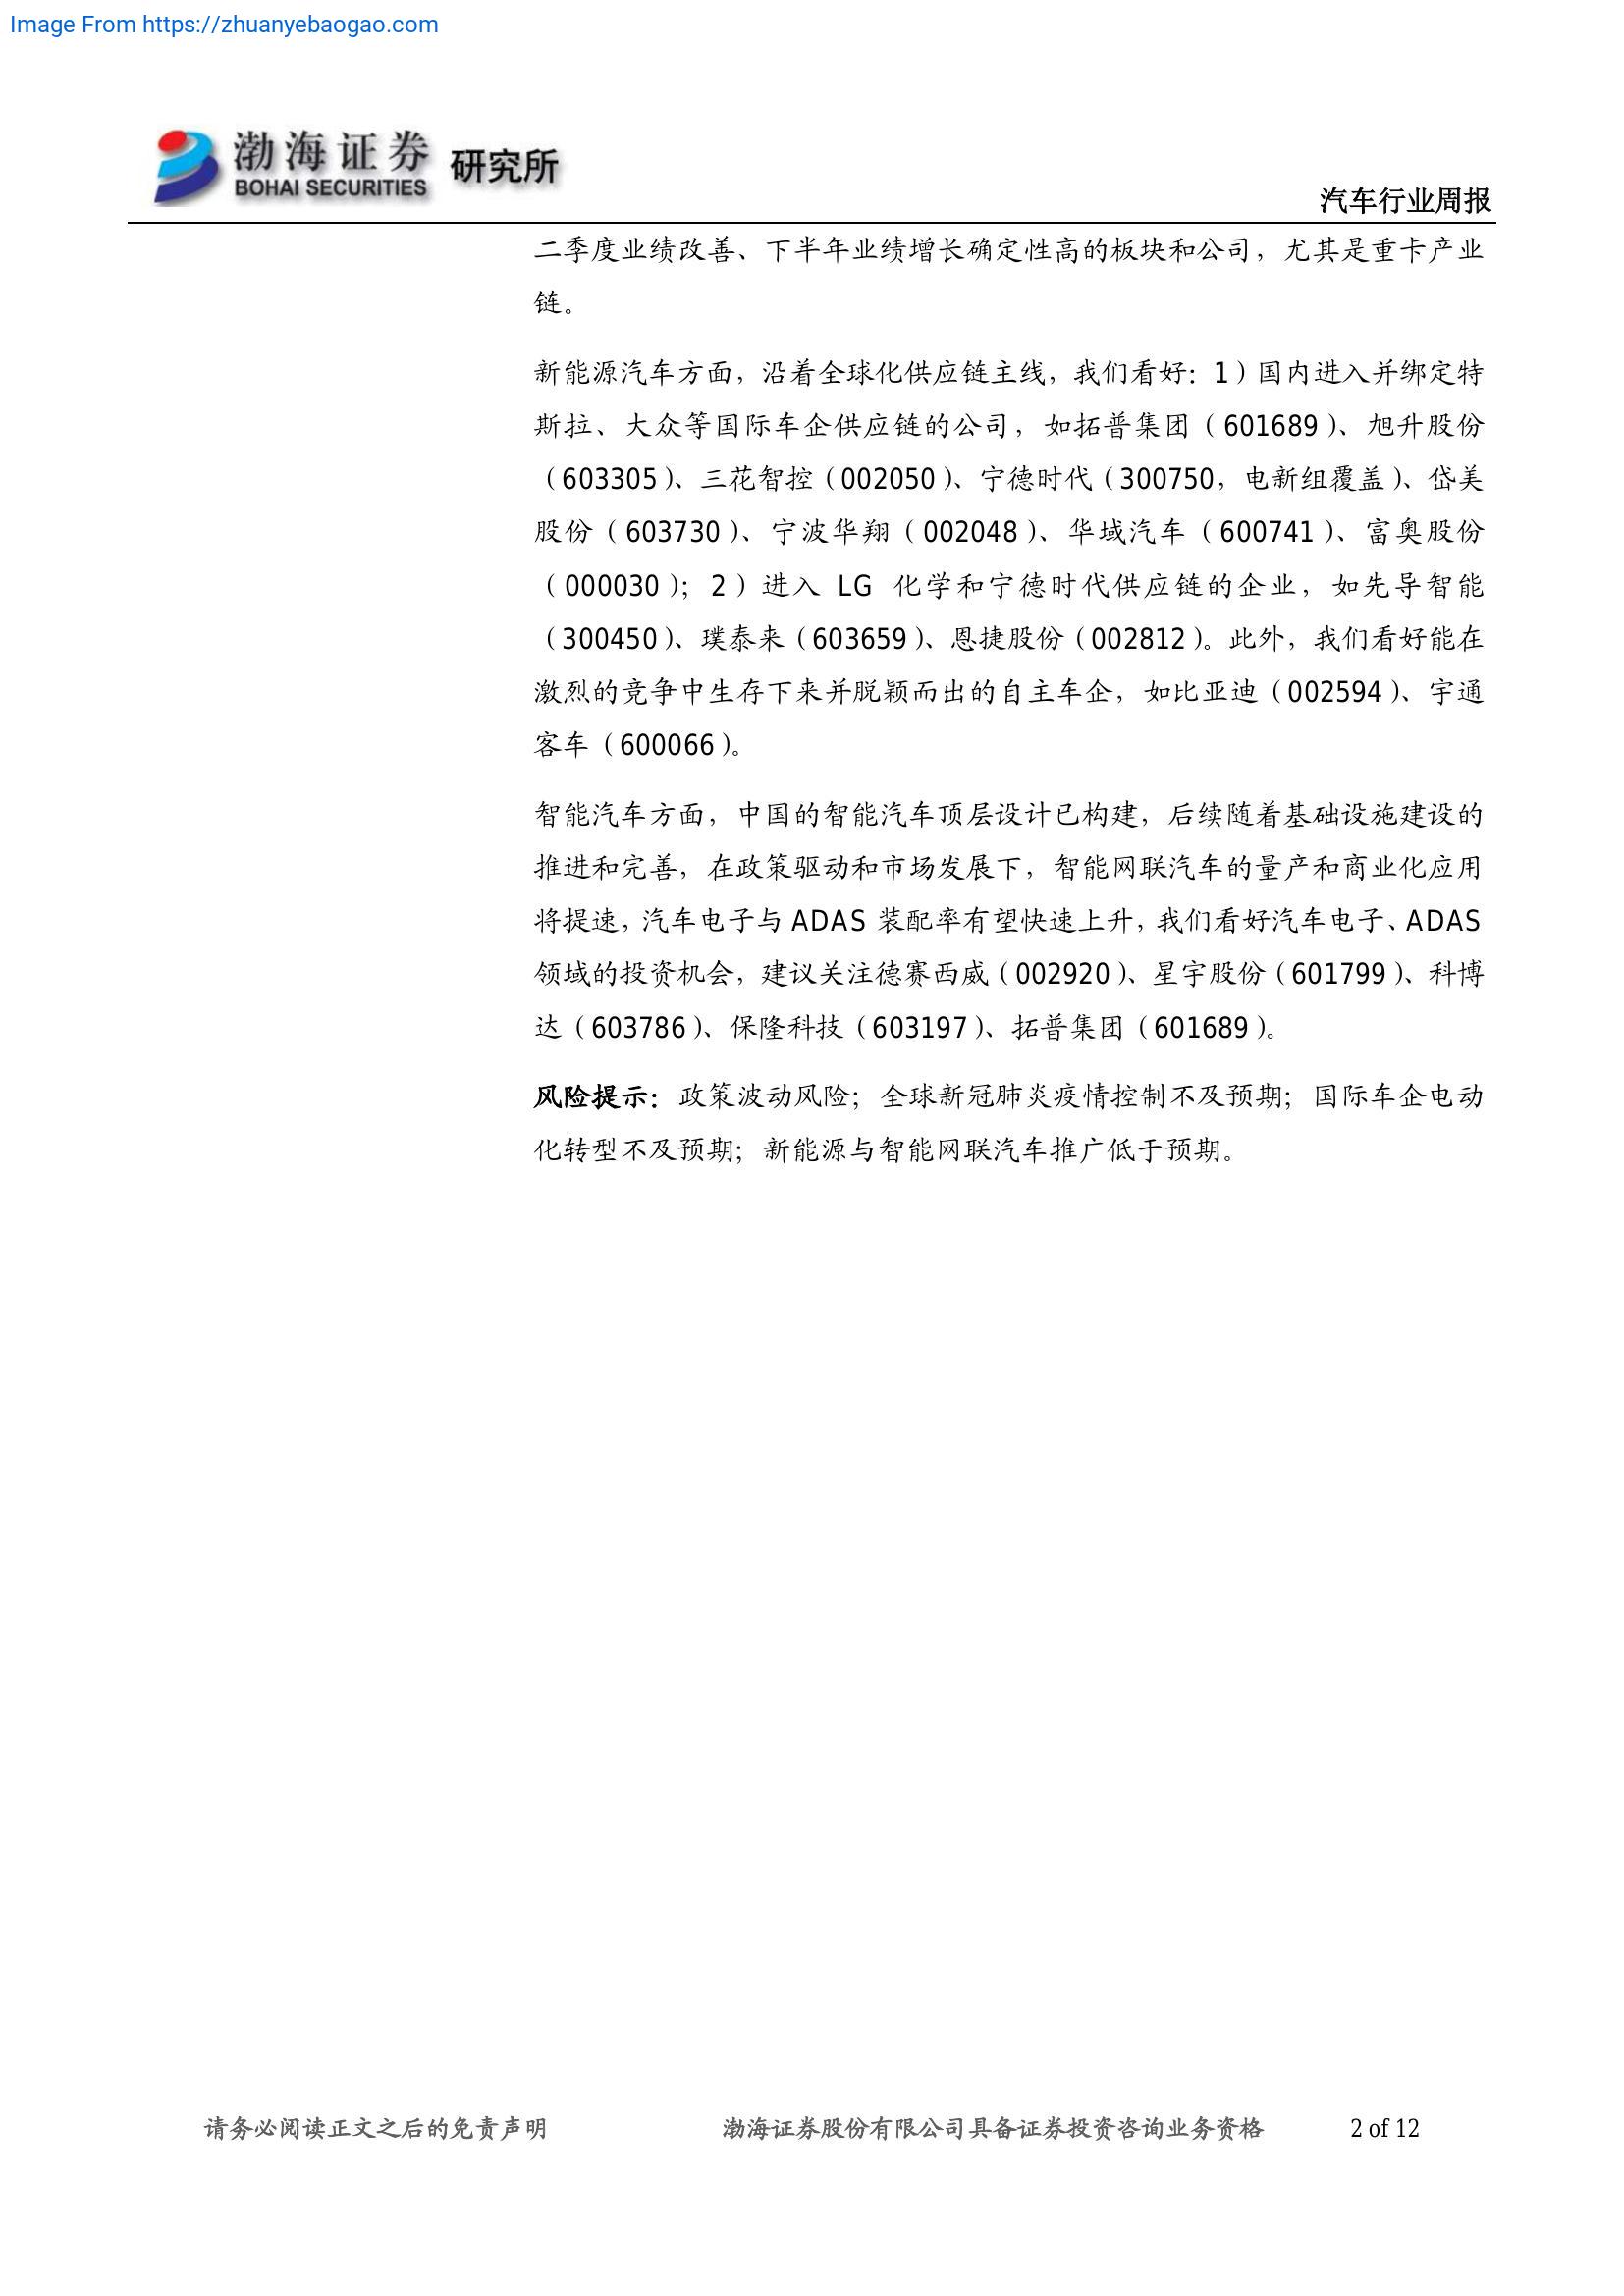 Image From https://zhuanyebaogao.com
渤海证券 研究所
BOHAI SECURITIES
汽车行业周报
二季度业绩改善、下半年业绩增长确定性高的板块和公司，尤其是重卡产业
链。
新能源汽车方面，沿着全球化供应链主线，我们看好：1）国内进入并绑定特
斯拉、大众等国际车企供应链的公司，如拓普集团（601689）、旭升股份
（603305）、三花智控（002050）、宁德时代（300750，电新组覆盖）、岱美
股份（603730）、宁波华翔（002048）、华域汽车（600741）、富奥股份
（000030）；2）进入 LG 化学和宁德时代供应链的企业，如先导智能
（300450）、璞泰来（603659）、恩捷股份（002812）。此外，我们看好能在
激烈的竞争中生存下来并脱颖而出的自主车企，如比亚迪（002594）、宇通
客车（600066）。
智能汽车方面，中国的智能汽车顶层设计已构建，后续随着基础设施建设的
推进和完善，在政策驱动和市场发展下，智能网联汽车的量产和商业化应用
将提速，汽车电子与 ADAS 装配率有望快速上升，我们看好汽车电子、ADAS
领域的投资机会，建议关注德赛西威（002920）、星宇股份（601799）、科博
达（603786）、保隆科技（603197）、拓普集团（601689）。
风险提示：政策波动风险；全球新冠肺炎疫情控制不及预期；国际车企电动
化转型不及预期；新能源与智能网联汽车推广低于预期。
请务必阅读正文之后的免责声明 渤海证券股份有限公司具备证券投资咨询业务资格 2 of 12